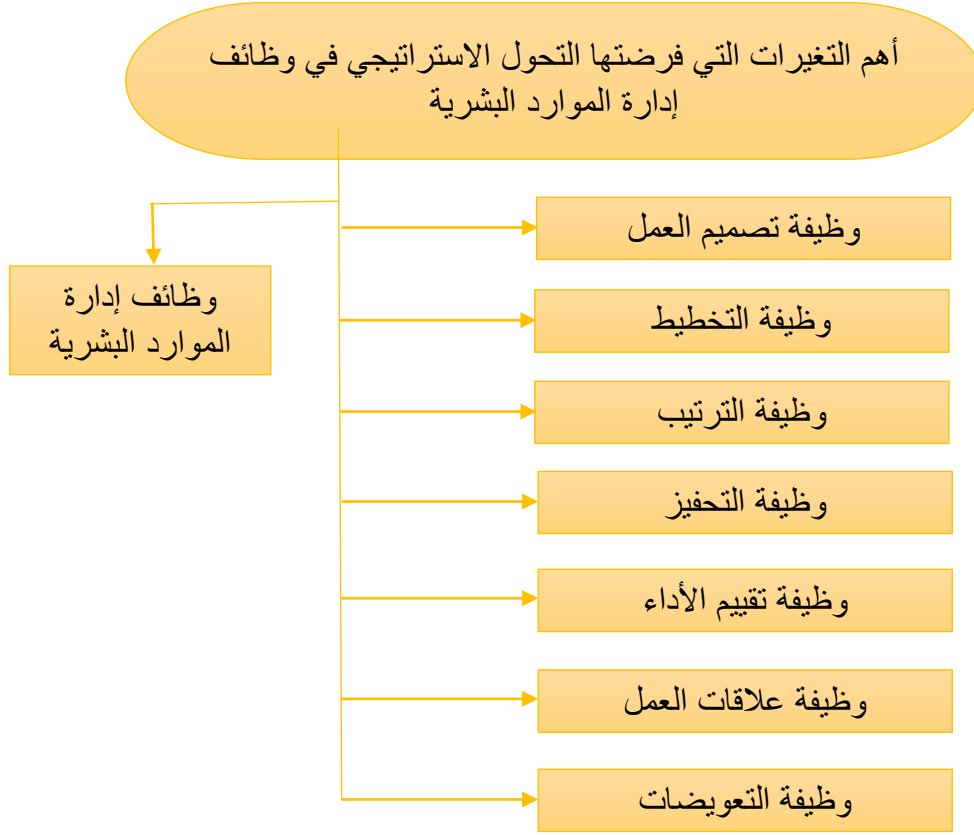 أهم التغيرات التي فرضتها التحول الاستراتيجي في وظائف
إدارة الموارد البشرية
وظيفة تصميم العمل
وظائف إدارة
الموارد البشرية
وظيفة التخطيط
وظيفة الترتيب
وظيفة التحفيز
وظيفة تقييم الأداء
وظيفة علاقات العمل
وظيفة التعويضات